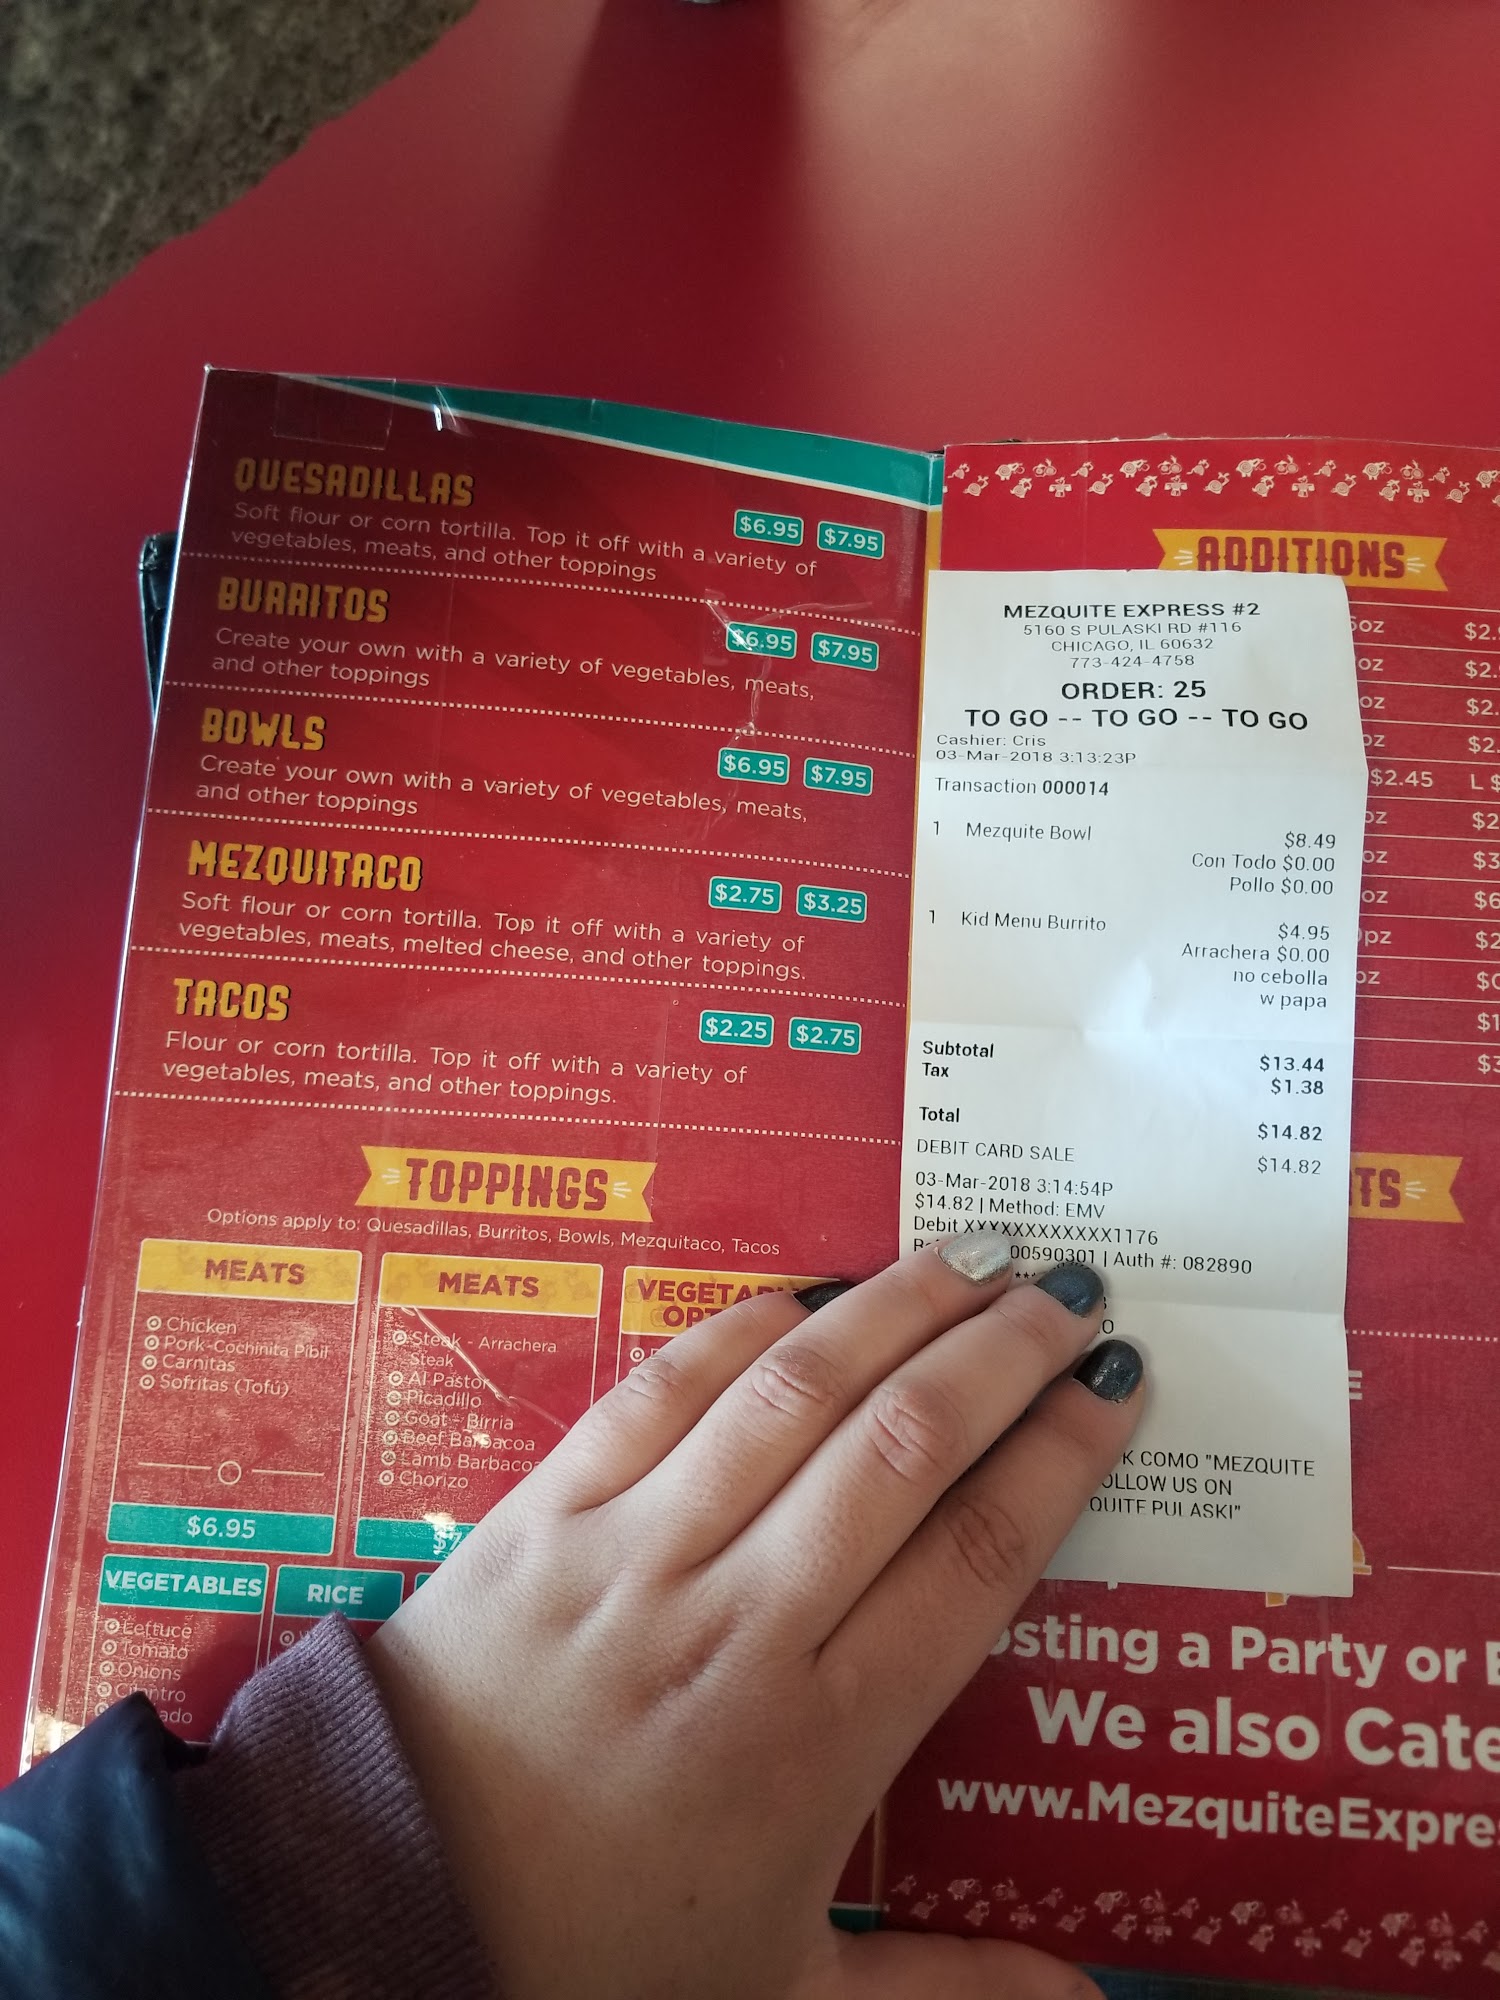 QUESADILLAS
Soft flour or corn tortilla. Top it off with a variety of
vegetables, meats, and other toppings
$6.95 $7.95
BURRITOS
Create your own with a variety of vegetables, meats,
and other toppings
$6.95 $7.95
BOWLS
Create your own with a variety of vegetables, meats,
and other toppings
$6.95 $7.95
MEZQUITACO
Soft flour or corn tortilla. Top it off with a variety of
vegetables, meats, melted cheese, and other toppings.
$2.75 $3.25
TACOS
Flour or corn tortilla. Top it off with a variety of
vegetables, meats, and other toppings.
$2.25 $2.75
TOPPINGS
Options apply to: Quesadillas, Burritos, Bowls, Mezquitaco, Tacos
MEATS
Chicken
Pork-Cochinita Pibil
Carnitas
Sofritas (Tofu)
$6.95
MEATS
Steak - Arrachera
Steak
Al Pastor
Picadillo
Goat - Birria
Beef Barbacoa
Lamb Barbacoa
Chorizo
VEGETABLES
Lettuce
Tomato
Onions
Cilantro
RICE
ADDITIONS
oz
oz
oz
oz
$2.45 L $
oz
oz
oz
oz
MEZQUITE EXPRESS #2
5160 S PULASKI RD #116
CHICAGO, IL 60632
773-424-4758
ORDER: 25
TO GO -- TO GO -- TO GO
Cashier: Cris
03-Mar-2018 3:13:23P
Transaction 000014
1 Mezquite Bowl $8.49
Con Todo $0.00
Pollo $0.00
1 Kid Menu Burrito $4.95
Arrachera $0.00
no cebolla
w papa
Subtotal $13.44
Tax $1.38
Total $14.82
DEBIT CARD SALE $14.82
03-Mar-2018 3:14:54P
$14.82 | Method: EMV
Debit XXXXXXXXXXXX1176
00590301 | Auth #: 082890
K COMO "MEZQUITE
OLLOW US ON
QUITE PULASKI"
osting a Party or
We also Cate
www.MezquiteExpre